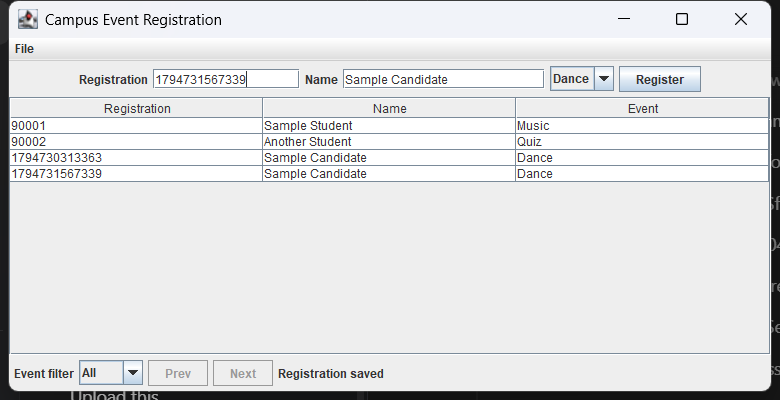 Campus Event Registration
File
Registration 1794731567339 Name Sample Candidate Dance Register
Registration Name Event
90001 Sample Student Music
90002 Another Student Quiz
1794730313363 Sample Candidate Dance
1794731567339 Sample Candidate Dance
Event filter All Prev Next Registration saved
Upload this